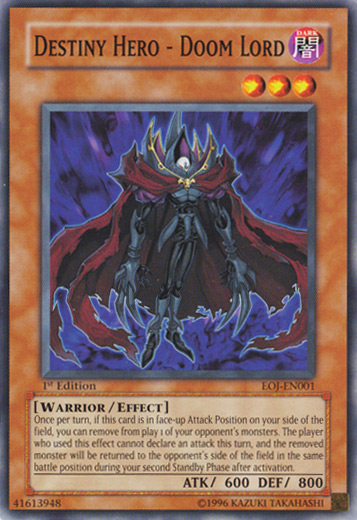 DESTINY HERO - DOOM LORD
DARK
闇
1st Edition
EOJ-EN001
[WARRIOR / EFFECT]
Once per turn, if this card is in face-up Attack Position on your side of the
field, you can remove from play 1 of your opponent's monsters. The player
who used this effect cannot declare an attack this turn, and the removed
monster will be returned to the opponent's side of the field in the same
battle position during your second Standby Phase after activation.
ATK/ 600 DEF/ 800
41613948
©1996 KAZUKI TAKAHASHI